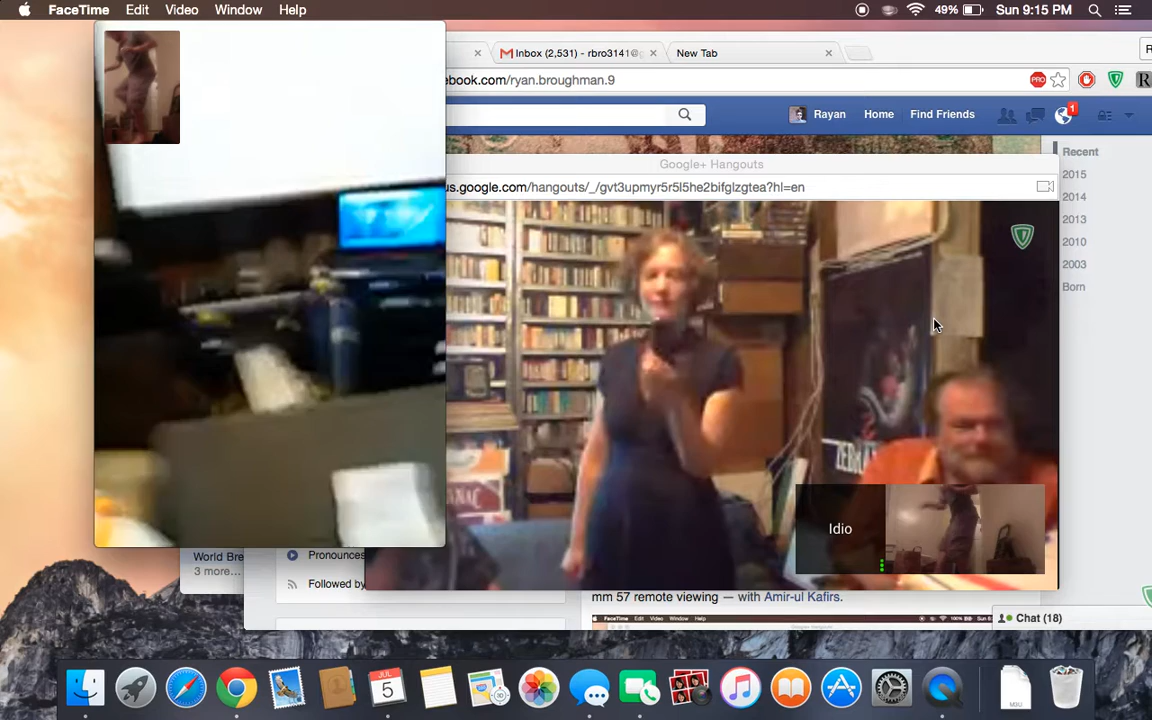 FaceTime Edit Video Window Help 49% Sun 9:15 PM
Inbox (2,531) - rbro3141@g
New Tab
ebook.com/ryan.broughman.9
PRO
Rayan Home Find Friends 1
Google+ Hangouts
us.google.com/hangouts/_/gvt3upmyr5r5l5he2bifglzgtea?hl=en
Recent
2015
2014
2013
2010
2003
Born
Idio
World Bre
3 more...
Pronounces
Followed by
mm 57 remote viewing — with Amir-ul Kafirs.
Chat (18)
JUL
5